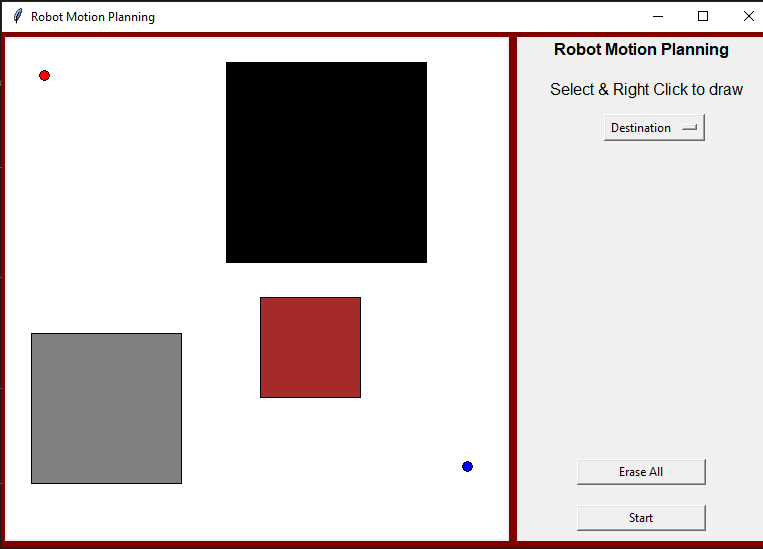 Robot Motion Planning
Robot Motion Planning
Select & Right Click to draw
Destination
Erase All
Start